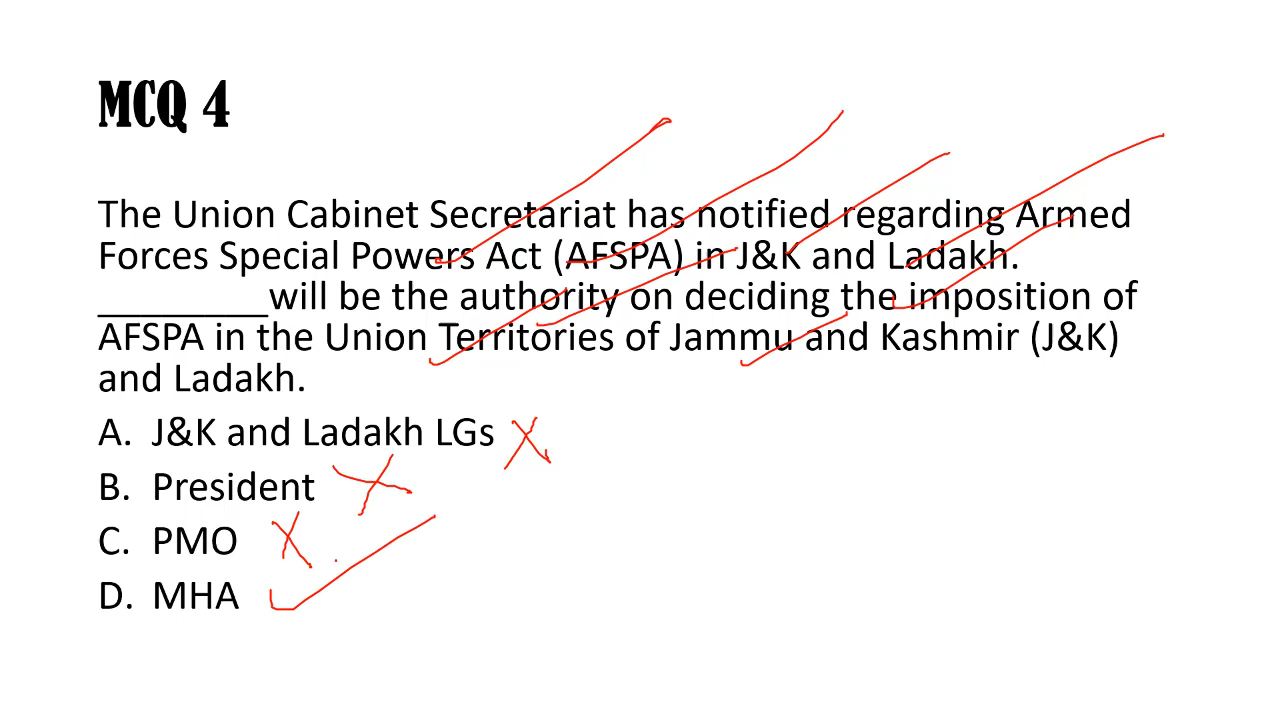 MCQ 4
The Union Cabinet Secretariat has notified regarding Armed
Forces Special Powers Act (AFSPA) in J&K and Ladakh.
________will be the authority on deciding the imposition of
AFSPA in the Union Territories of Jammu and Kashmir (J&K)
and Ladakh.
A. J&K and Ladakh LGs
B. President
C. PMO
D. MHA